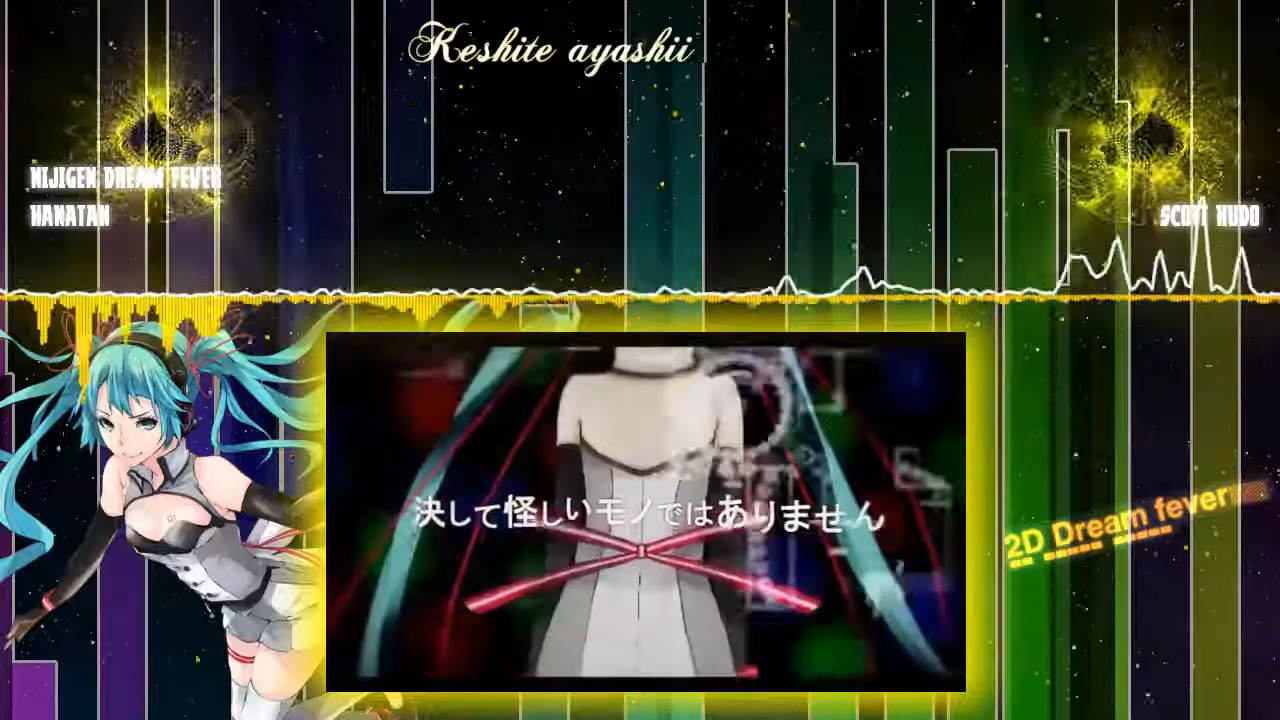 Keshite ayashii
NIJIGEN DREAM FEVER
HANATAN
SCOTT KUDO
決して怪しいモノではありません
2D Dream fever